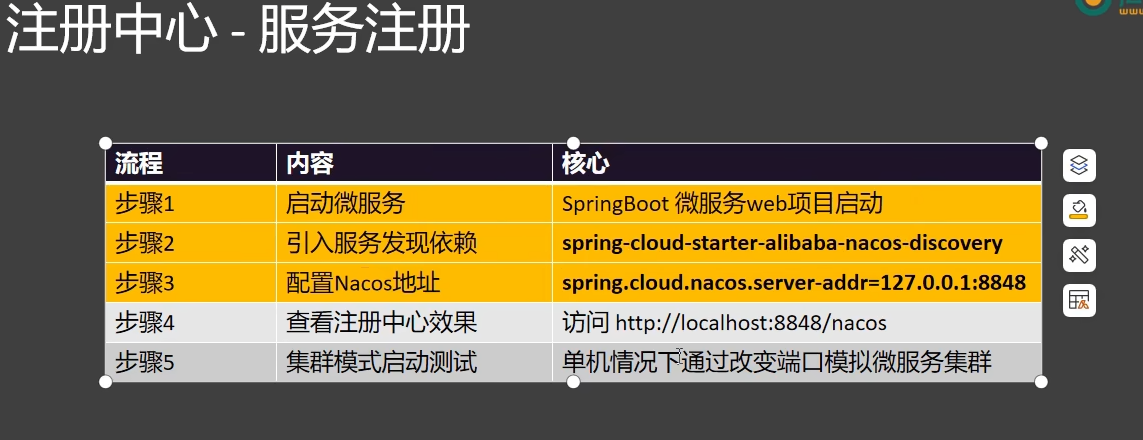 注册中心 - 服务注册
流程 内容 核心
步骤1 启动微服务 SpringBoot 微服务web项目启动
步骤2 引入服务发现依赖 spring-cloud-starter-alibaba-nacos-discovery
步骤3 配置Nacos地址 spring.cloud.nacos.server-addr=127.0.0.1:8848
步骤4 查看注册中心效果 访问 http://localhost:8848/nacos
步骤5 集群模式启动测试 单机情况下通过改变端口模拟微服务集群